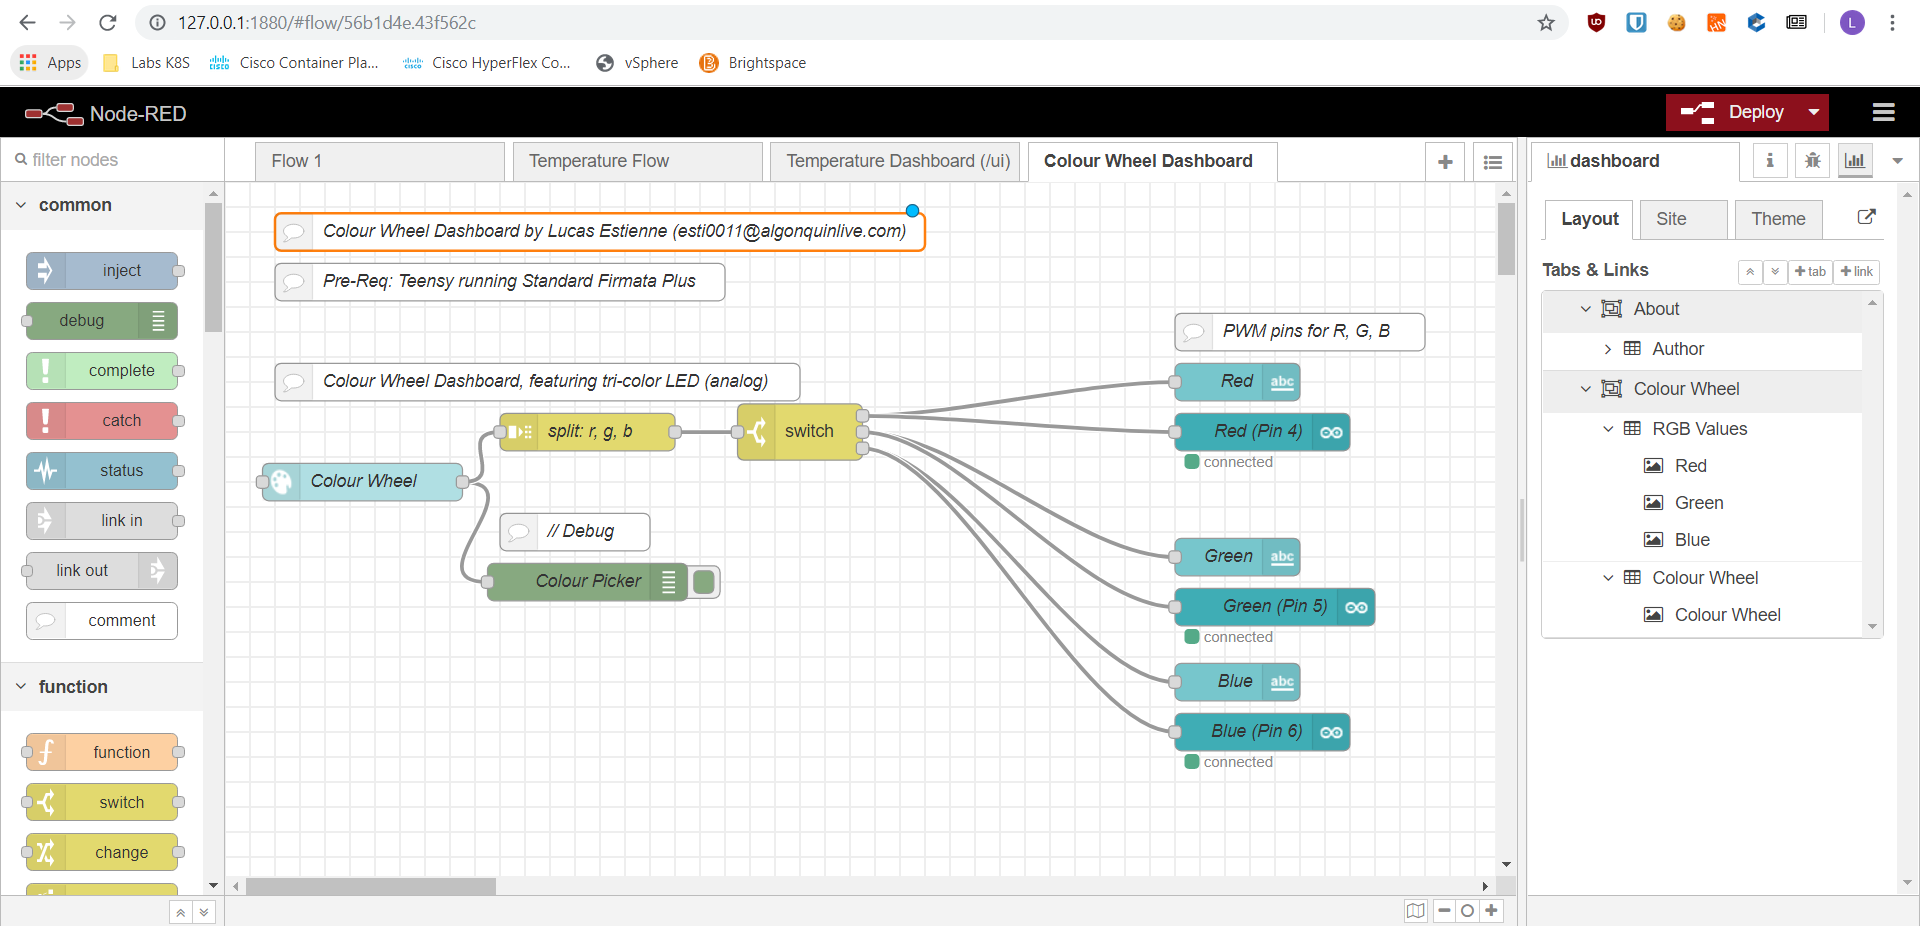 127.0.0.1:1880/#flow/56b1d4e.43f562c
L
Apps
Labs K8S
Cisco Container Pla...
Cisco HyperFlex Co...
vSphere
Brightspace
Node-RED
Deploy
filter nodes
Flow 1
Temperature Flow
Temperature Dashboard (/ui)
Colour Wheel Dashboard
dashboard
common
inject
debug
complete
catch
status
link in
link out
comment
function
function
switch
change
Colour Wheel Dashboard by Lucas Estienne (esti0011@algonquinlive.com)
Pre-Req: Teensy running Standard Firmata Plus
PWM pins for R, G, B
Colour Wheel Dashboard, featuring tri-color LED (analog)
Red
abc
split: r, g, b
switch
Red (Pin 4)
connected
Colour Wheel
// Debug
Colour Picker
Green
abc
Green (Pin 5)
connected
Blue
abc
Blue (Pin 6)
connected
Layout
Site
Theme
Tabs & Links
tab
link
About
Author
Colour Wheel
RGB Values
Red
Green
Blue
Colour Wheel
Colour Wheel